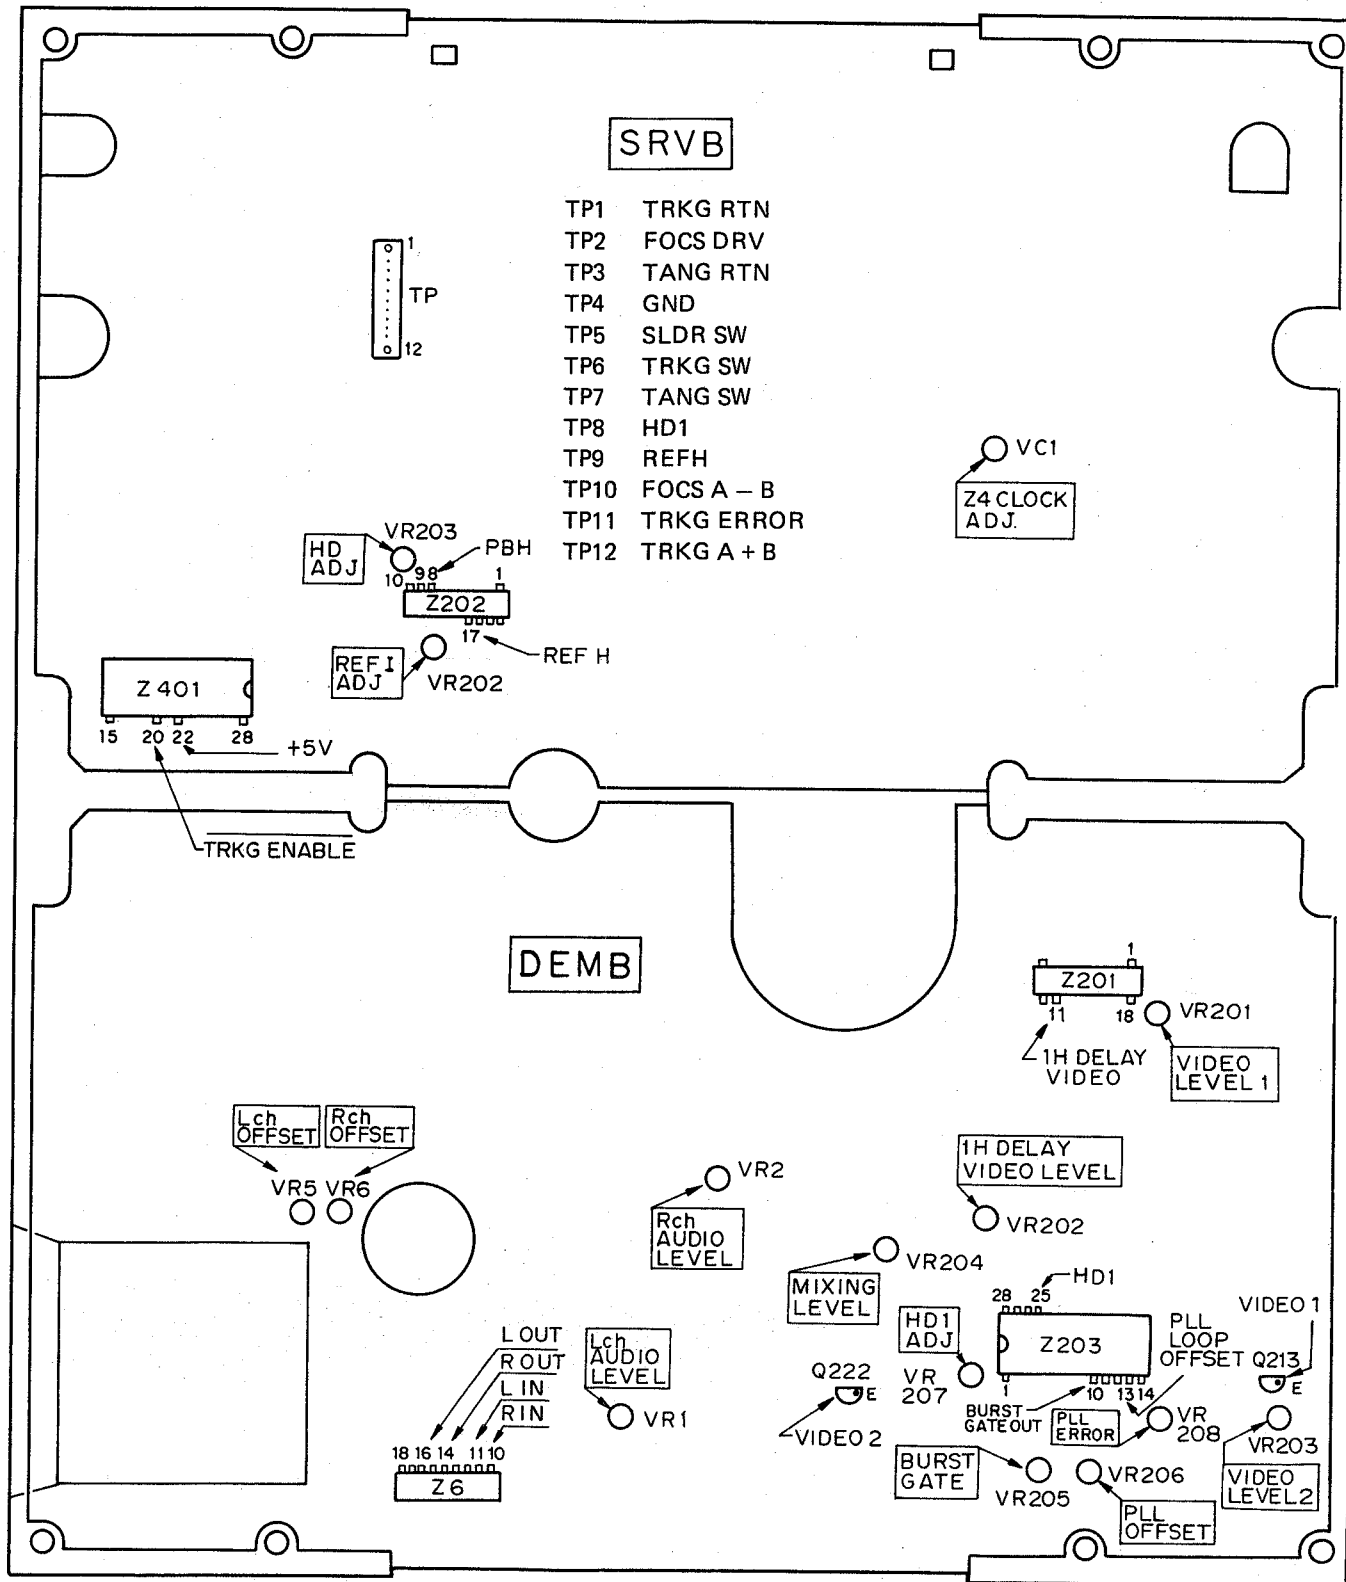 SRVB
TP1 TRKG RTN
TP2 FOCS DRV
TP3 TANG RTN
TP4 GND
TP5 SLDR SW
TP6 TRKG SW
TP7 TANG SW
TP8 HD1
TP9 REFH
TP10 FOCS A – B
TP11 TRKG ERROR
TP12 TRKG A + B
1
TP
12
VC1
Z4 CLOCK
ADJ.
VR203
HD
ADJ
10 9 8
PBH
1
Z202
17
REF H
REF I
ADJ
VR202
Z401
15 20 22 28
+5V
TRKG ENABLE
DEMB
1
Z201
11 18
VR201
1H DELAY
VIDEO
VIDEO
LEVEL 1
Lch
OFFSET
Rch
OFFSET
VR5 VR6
VR2
Rch
AUDIO
LEVEL
1H DELAY
VIDEO LEVEL
VR202
VR204
MIXING
LEVEL
HD1
28 25
Z203
1 10 13 14
HD1
ADJ
VR
207
BURST
GATE OUT
PLL
LOOP
OFFSET
PLL
ERROR
VR
208
VIDEO 1
Q213
E
VR203
VIDEO
LEVEL2
Q222
E
VIDEO 2
BURST
GATE
VR205
VR206
PLL
OFFSET
L OUT
R OUT
L IN
R IN
18 16 14 11 10
Z6
Lch
AUDIO
LEVEL
VR1